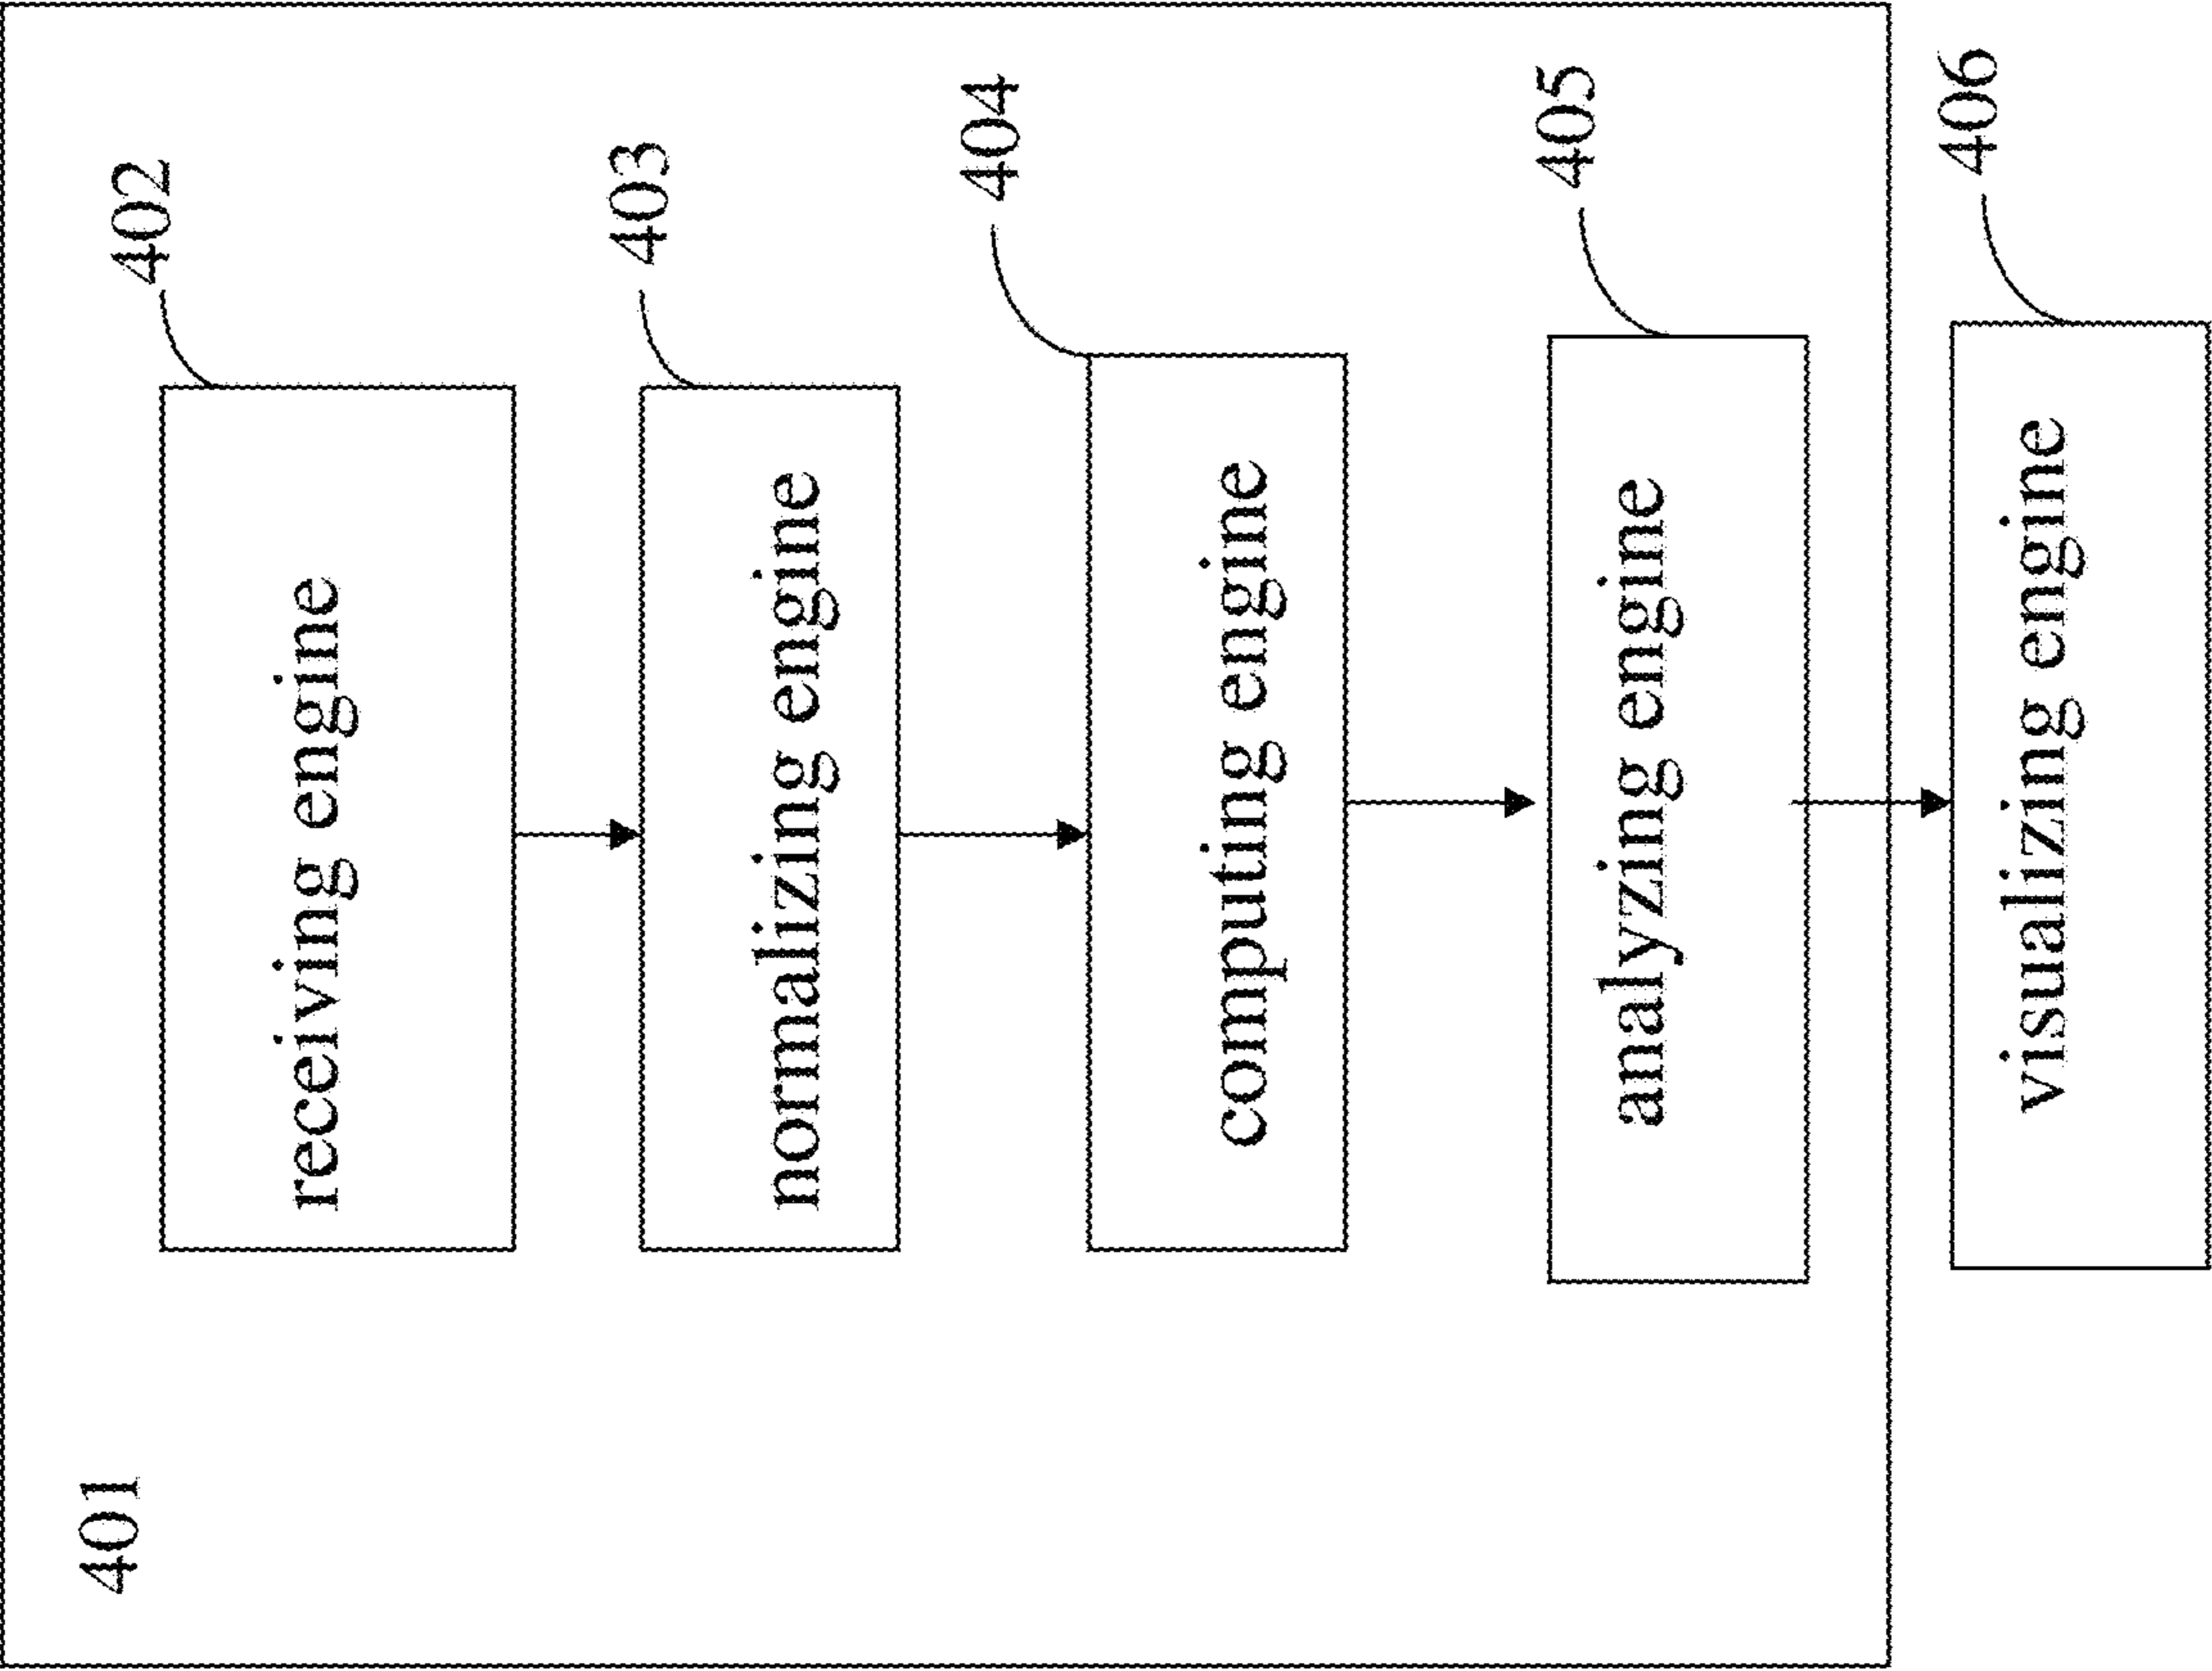 401
402
receiving engine
403
normalizing engine
404
computing engine
405
analyzing engine
406
visualizing engine